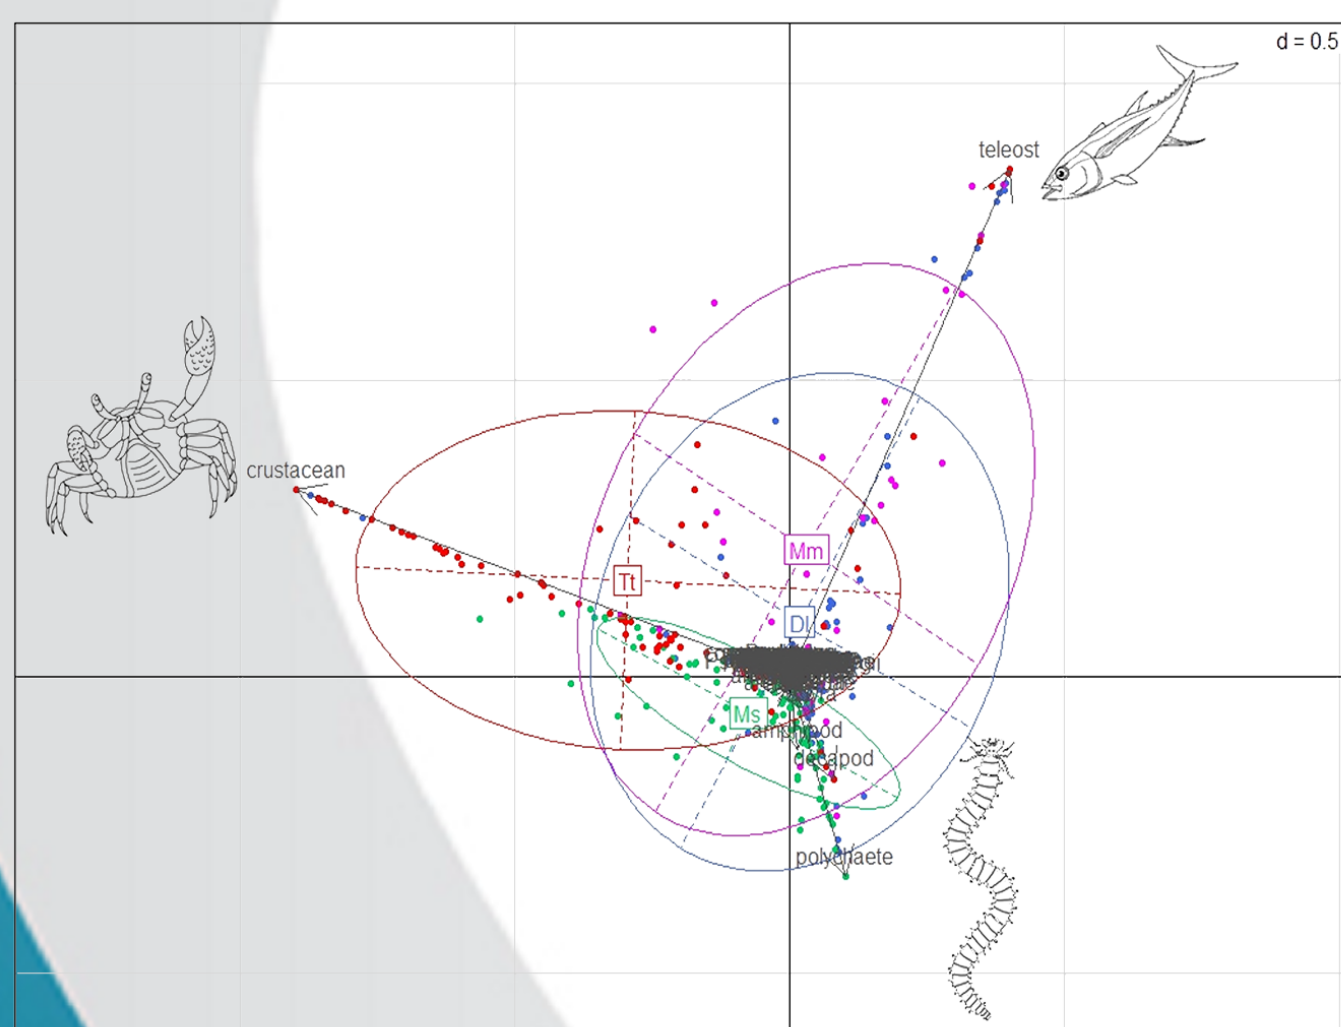 d = 0.5
teleost
crustacean
Mm
Tt
Dl
Ms
amphipod
decapod
polychaete